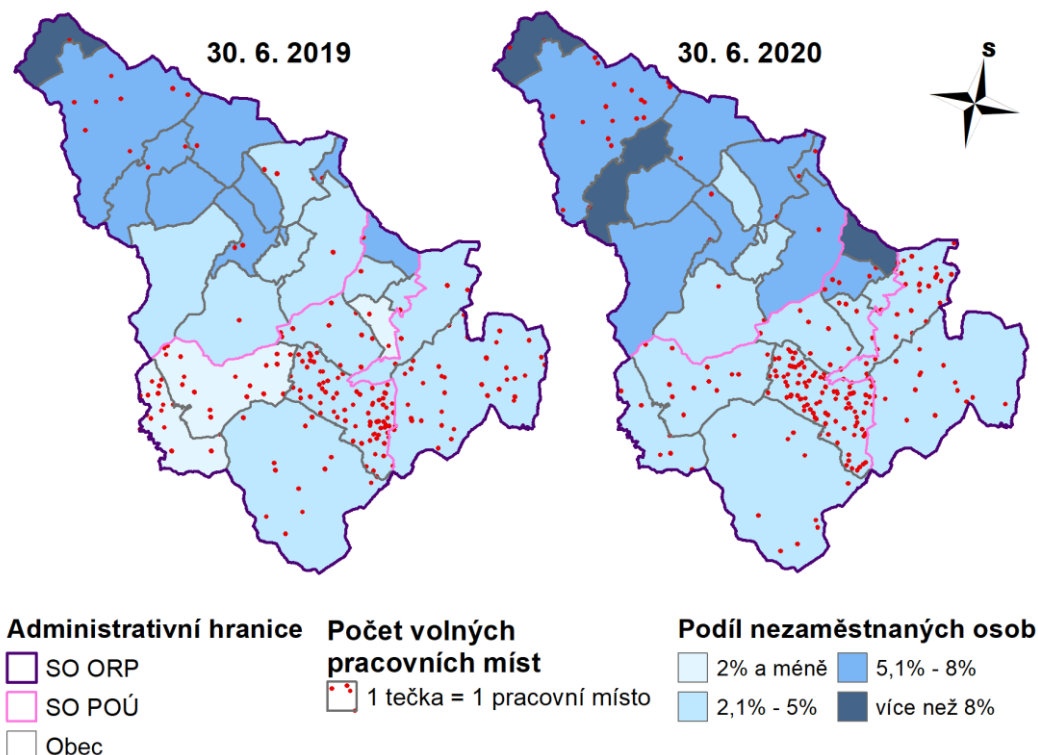 30. 6. 2019
30. 6. 2020
s
Administrativní hranice
SO ORP
SO POÚ
Obec
Počet volných
pracovních míst
1 tečka = 1 pracovní místo
Podíl nezaměstnaných osob
2% a méně
5,1% - 8%
2,1% - 5%
více než 8%